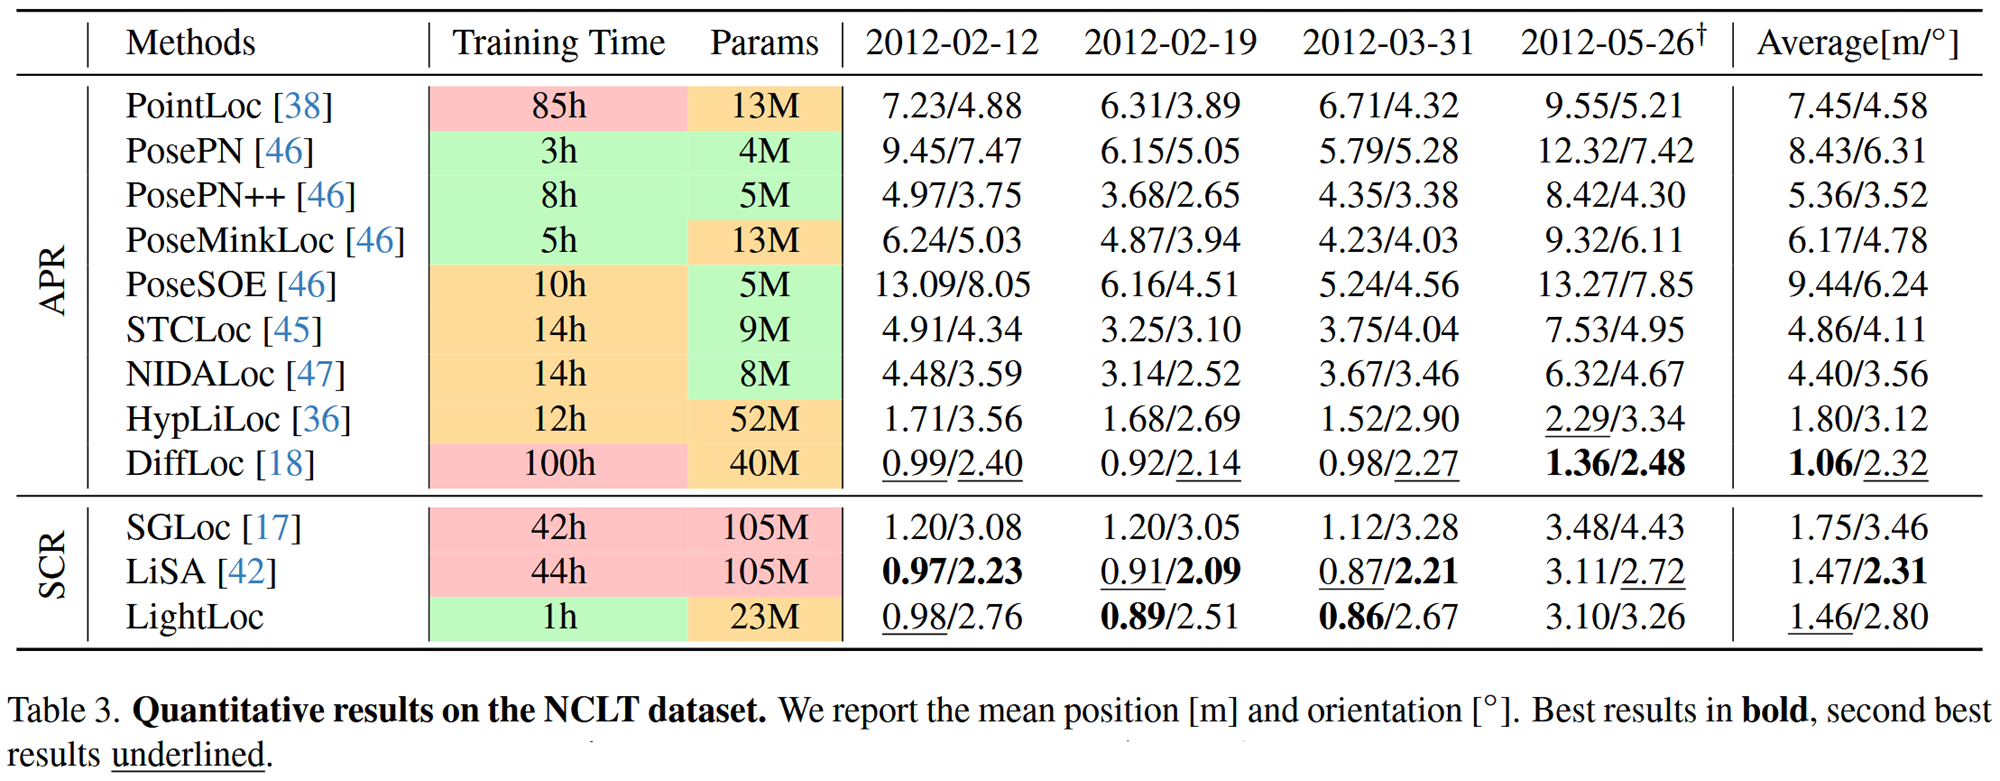 Methods Training Time Params 2012-02-12 2012-02-19 2012-03-31 2012-05-26† Average[m/°]
APR
PointLoc [38] 85h 13M 7.23/4.88 6.31/3.89 6.71/4.32 9.55/5.21 7.45/4.58
PosePN [46] 3h 4M 9.45/7.47 6.15/5.05 5.79/5.28 12.32/7.42 8.43/6.31
PosePN++ [46] 8h 5M 4.97/3.75 3.68/2.65 4.35/3.38 8.42/4.30 5.36/3.52
PoseMinkLoc [46] 5h 13M 6.24/5.03 4.87/3.94 4.23/4.03 9.32/6.11 6.17/4.78
PoseSOE [46] 10h 5M 13.09/8.05 6.16/4.51 5.24/4.56 13.27/7.85 9.44/6.24
STCLoc [45] 14h 9M 4.91/4.34 3.25/3.10 3.75/4.04 7.53/4.95 4.86/4.11
NIDALoc [47] 14h 8M 4.48/3.59 3.14/2.52 3.67/3.46 6.32/4.67 4.40/3.56
HypLiLoc [36] 12h 52M 1.71/3.56 1.68/2.69 1.52/2.90 2.29/3.34 1.80/3.12
DiffLoc [18] 100h 40M 0.99/2.40 0.92/2.14 0.98/2.27 1.36/2.48 1.06/2.32
SCR
SGLoc [17] 42h 105M 1.20/3.08 1.20/3.05 1.12/3.28 3.48/4.43 1.75/3.46
LiSA [42] 44h 105M 0.97/2.23 0.91/2.09 0.87/2.21 3.11/2.72 1.47/2.31
LightLoc 1h 23M 0.98/2.76 0.89/2.51 0.86/2.67 3.10/3.26 1.46/2.80
Table 3. Quantitative results on the NCLT dataset. We report the mean position [m] and orientation [°]. Best results in bold, second best
results underlined.